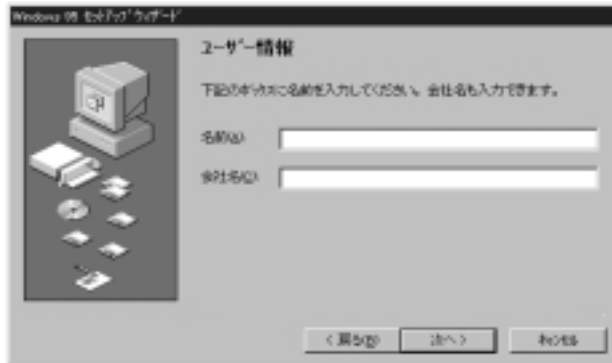 Windows 95 ｾｯﾄｱｯﾌﾟ ｳｨｻﾞｰﾄﾞ
ユーザー情報
下記のﾎﾞｯｸｽに名前を入力してください。会社名も入力できます。
名前(A)
会社名(C)
< 戻る(B)
次へ >
ｷｬﾝｾﾙ